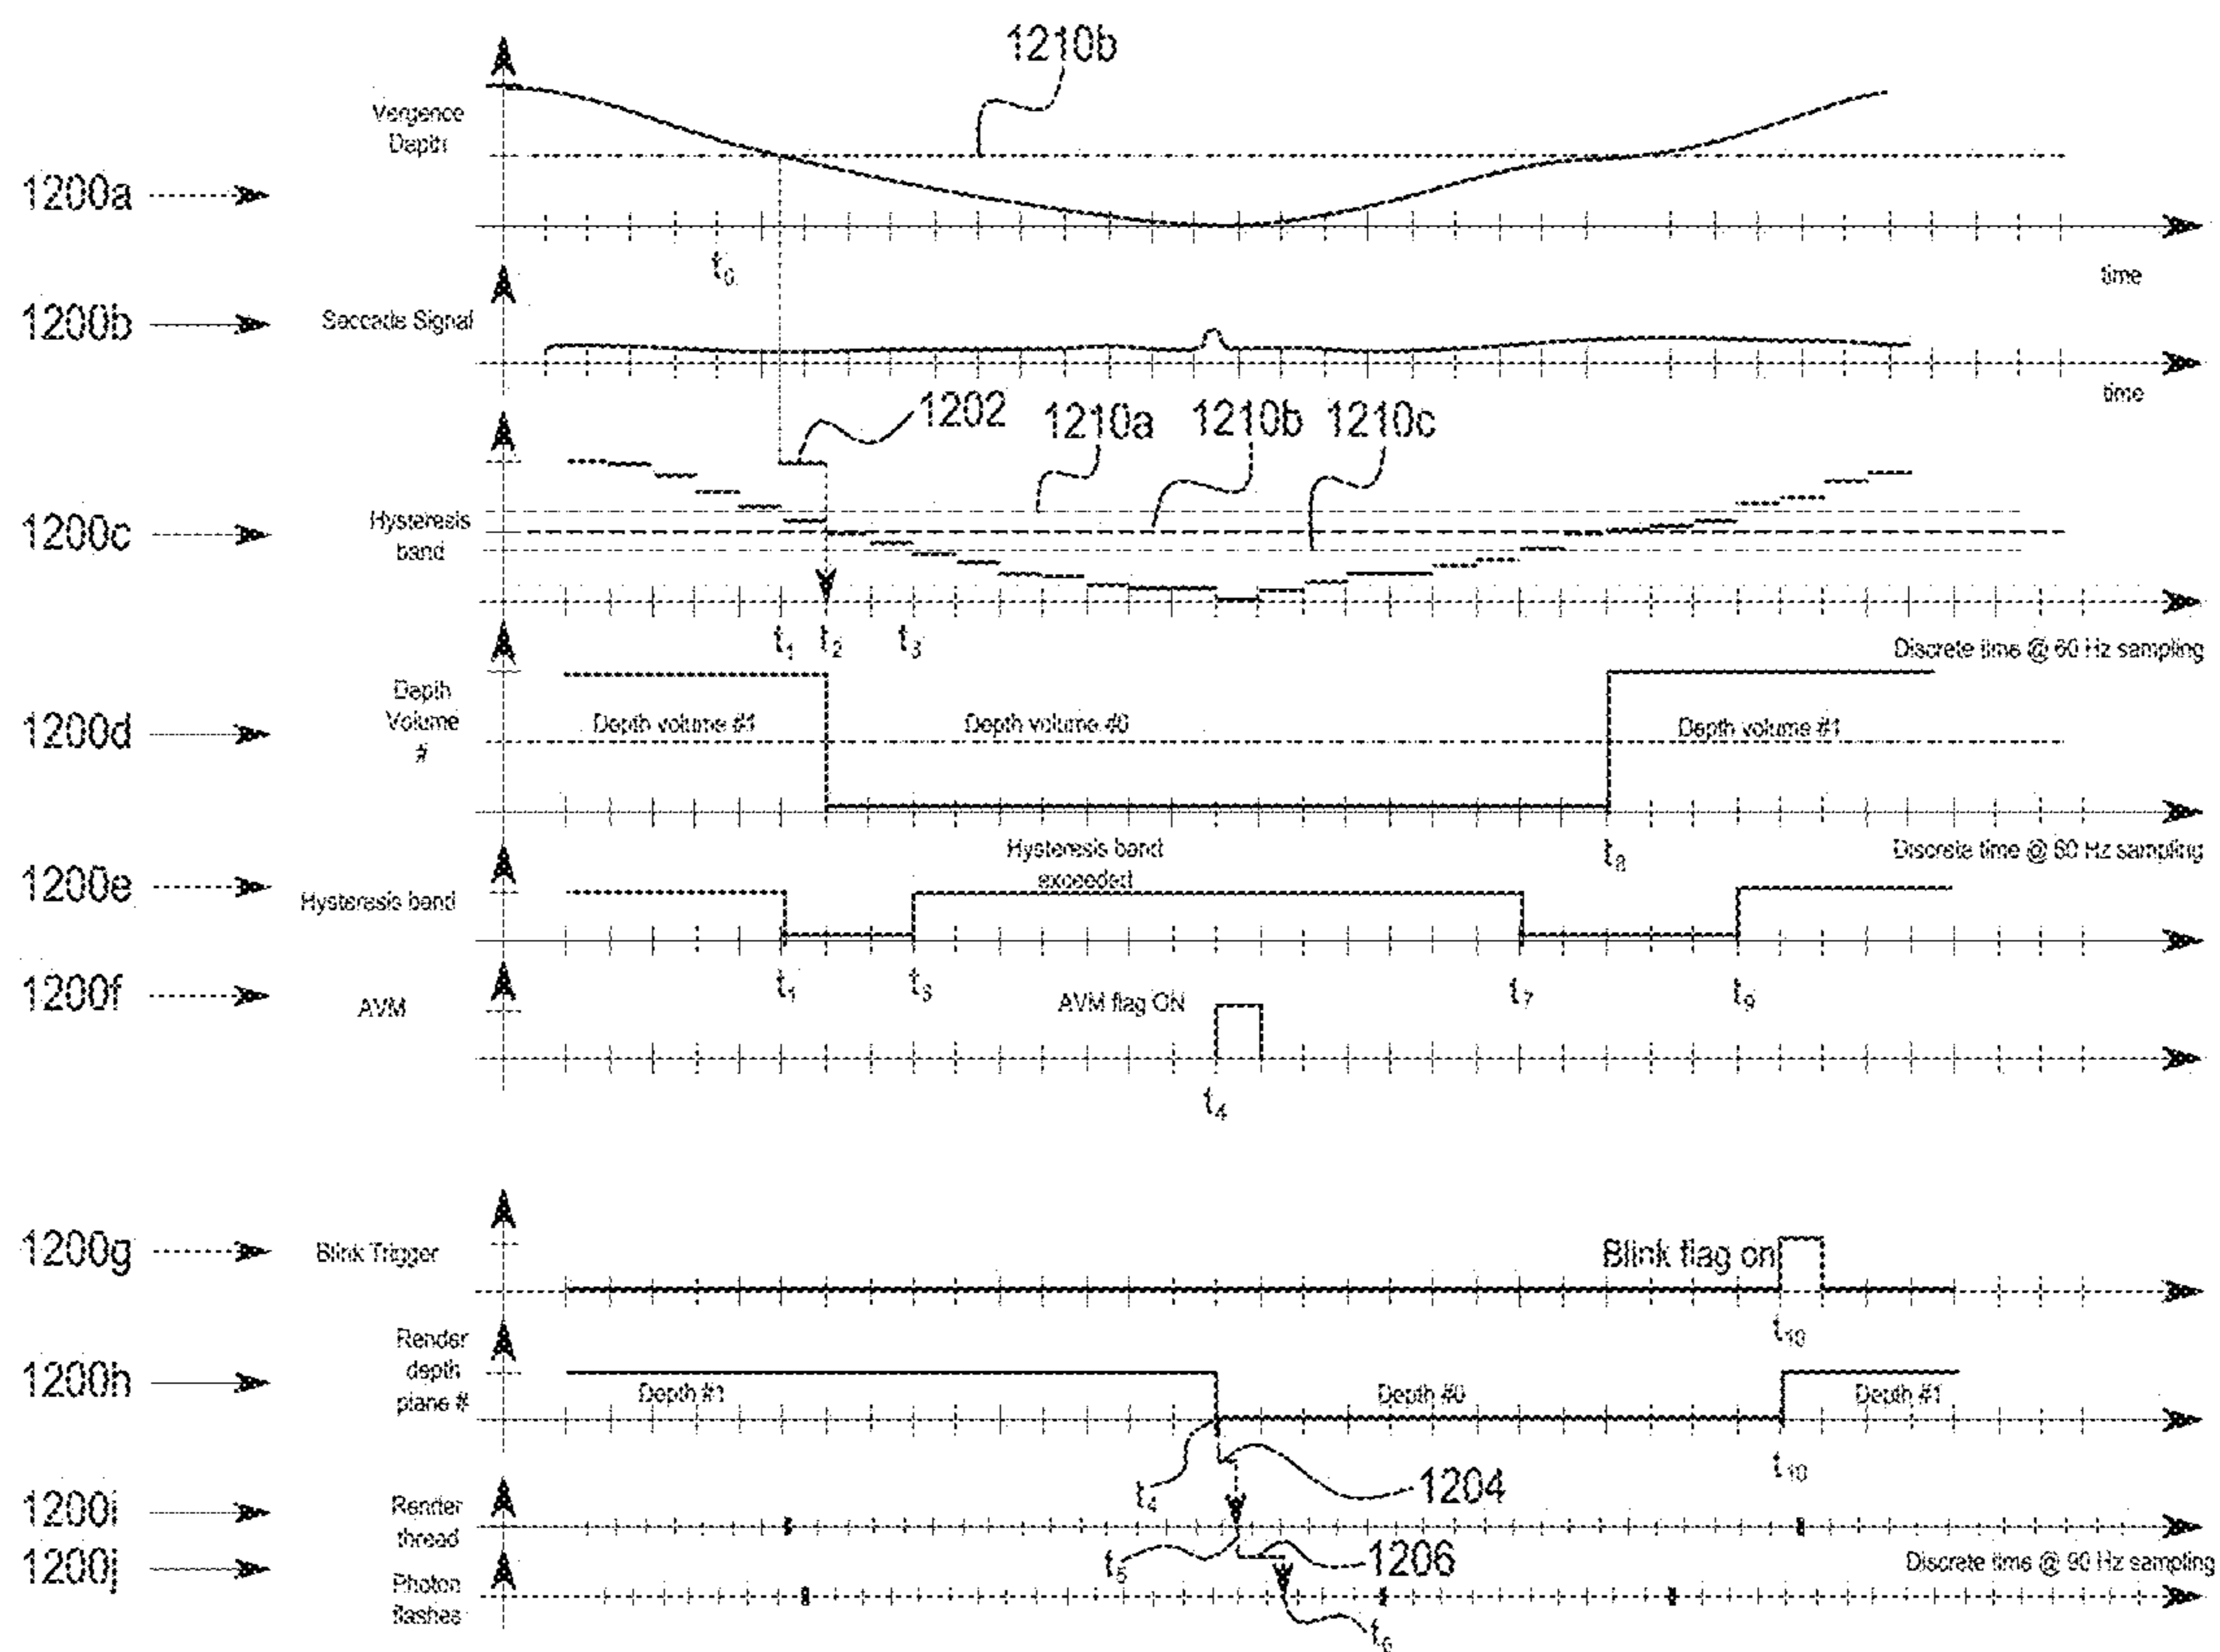 1210b
Vergence
Depth
1200a
t0
time
1200b
Saccade Signal
time
1202
1210a
1210b
1210c
1200c
Hysteresis
band
t1
t2
t3
Discrete time @ 60 Hz sampling
1200d
Depth
Volume
#
Depth volume #1
Depth volume #0
Depth volume #1
t8
Discrete time @ 60 Hz sampling
1200e
Hysteresis band
Hysteresis band
exceeded
t1
t3
t7
t9
1200f
AVM
AVM flag ON
t4
1200g
Blink Trigger
Blink flag on
t10
1200h
Render
depth
plane #
Depth #1
Depth #0
Depth #1
t10
t4
1204
1200i
Render
thread
t5
1206
Discrete time @ 90 Hz sampling
1200j
Photon
flashes
t6